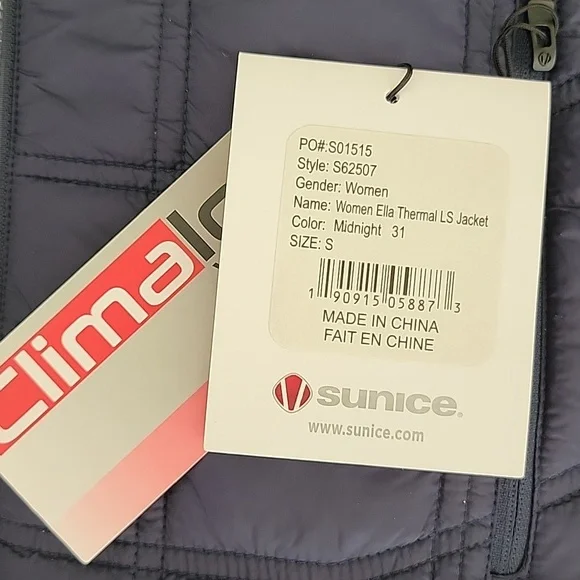 PO#:S01515
Style: S62507
Gender: Women
Name: Women Ella Thermal LS Jacket
Color: Midnight 31
SIZE: S
1 90915 05887 3
MADE IN CHINA
FAIT EN CHINE
sunice®
www.sunice.com
Clima